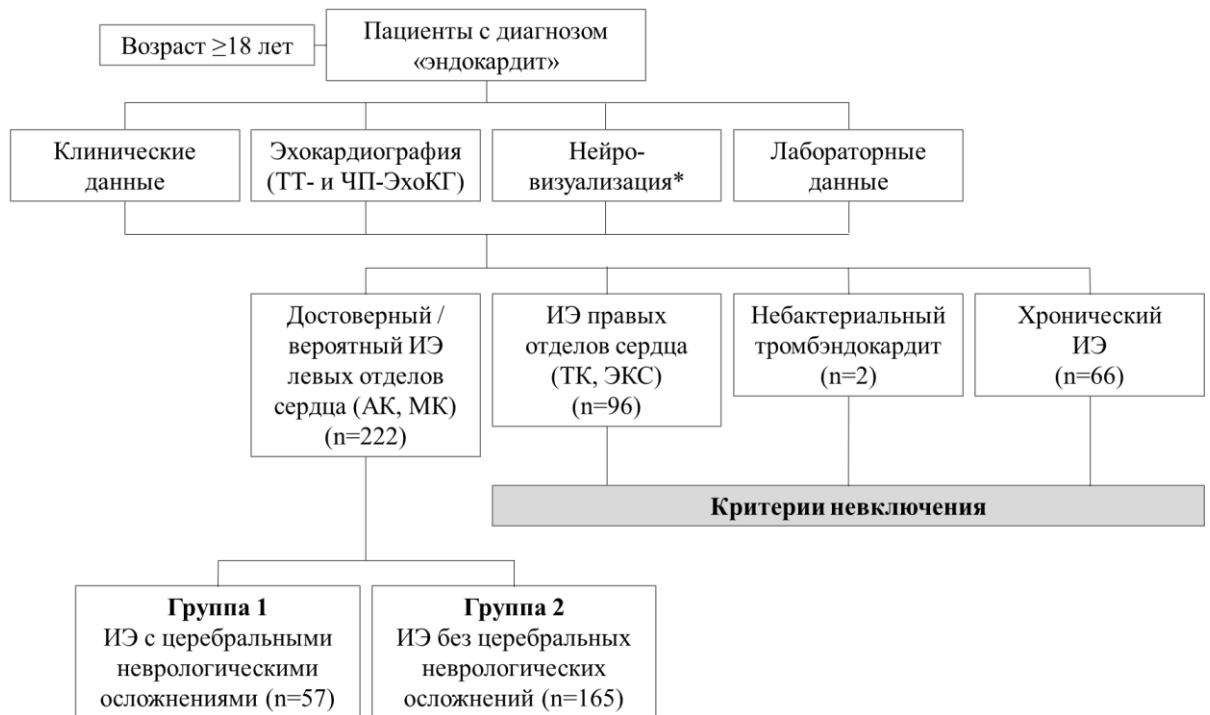 Возраст ≥18 лет
Пациенты с диагнозом
«эндокардит»
Клинические
данные
Эхокардиография
(ТТ- и ЧП-ЭхоКГ)
Нейро-
визуализация*
Лабораторные
данные
Достоверный /
вероятный ИЭ
левых отделов
сердца (АК, МК)
(n=222)
ИЭ правых
отделов сердца
(ТК, ЭКС)
(n=96)
Небактериальный
тромбэндокардит
(n=2)
Хронический
ИЭ
(n=66)
Критерии невключения
Группа 1
ИЭ с церебральными
неврологическими
осложнениями (n=57)
Группа 2
ИЭ без церебральных
неврологических
осложнений (n=165)